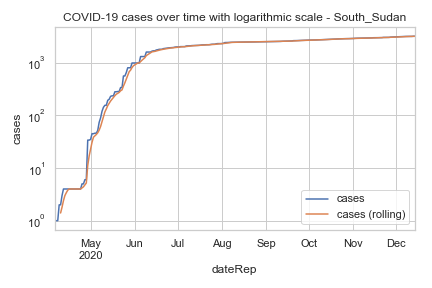 COVID-19 cases over time with logarithmic scale - South_Sudan
cases
10³
10²
10¹
10⁰
May
2020
Jun
Jul
Aug
Sep
Oct
Nov
Dec
dateRep
cases
cases (rolling)